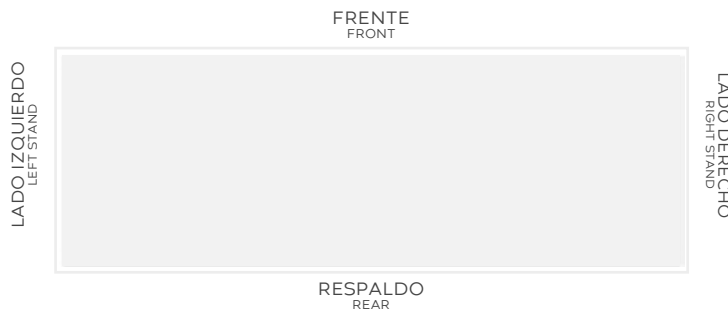 FRENTE
FRONT
LADO IZQUIERDO
LEFT STAND
LADO DERECHO
RIGHT STAND
RESPALDO
REAR